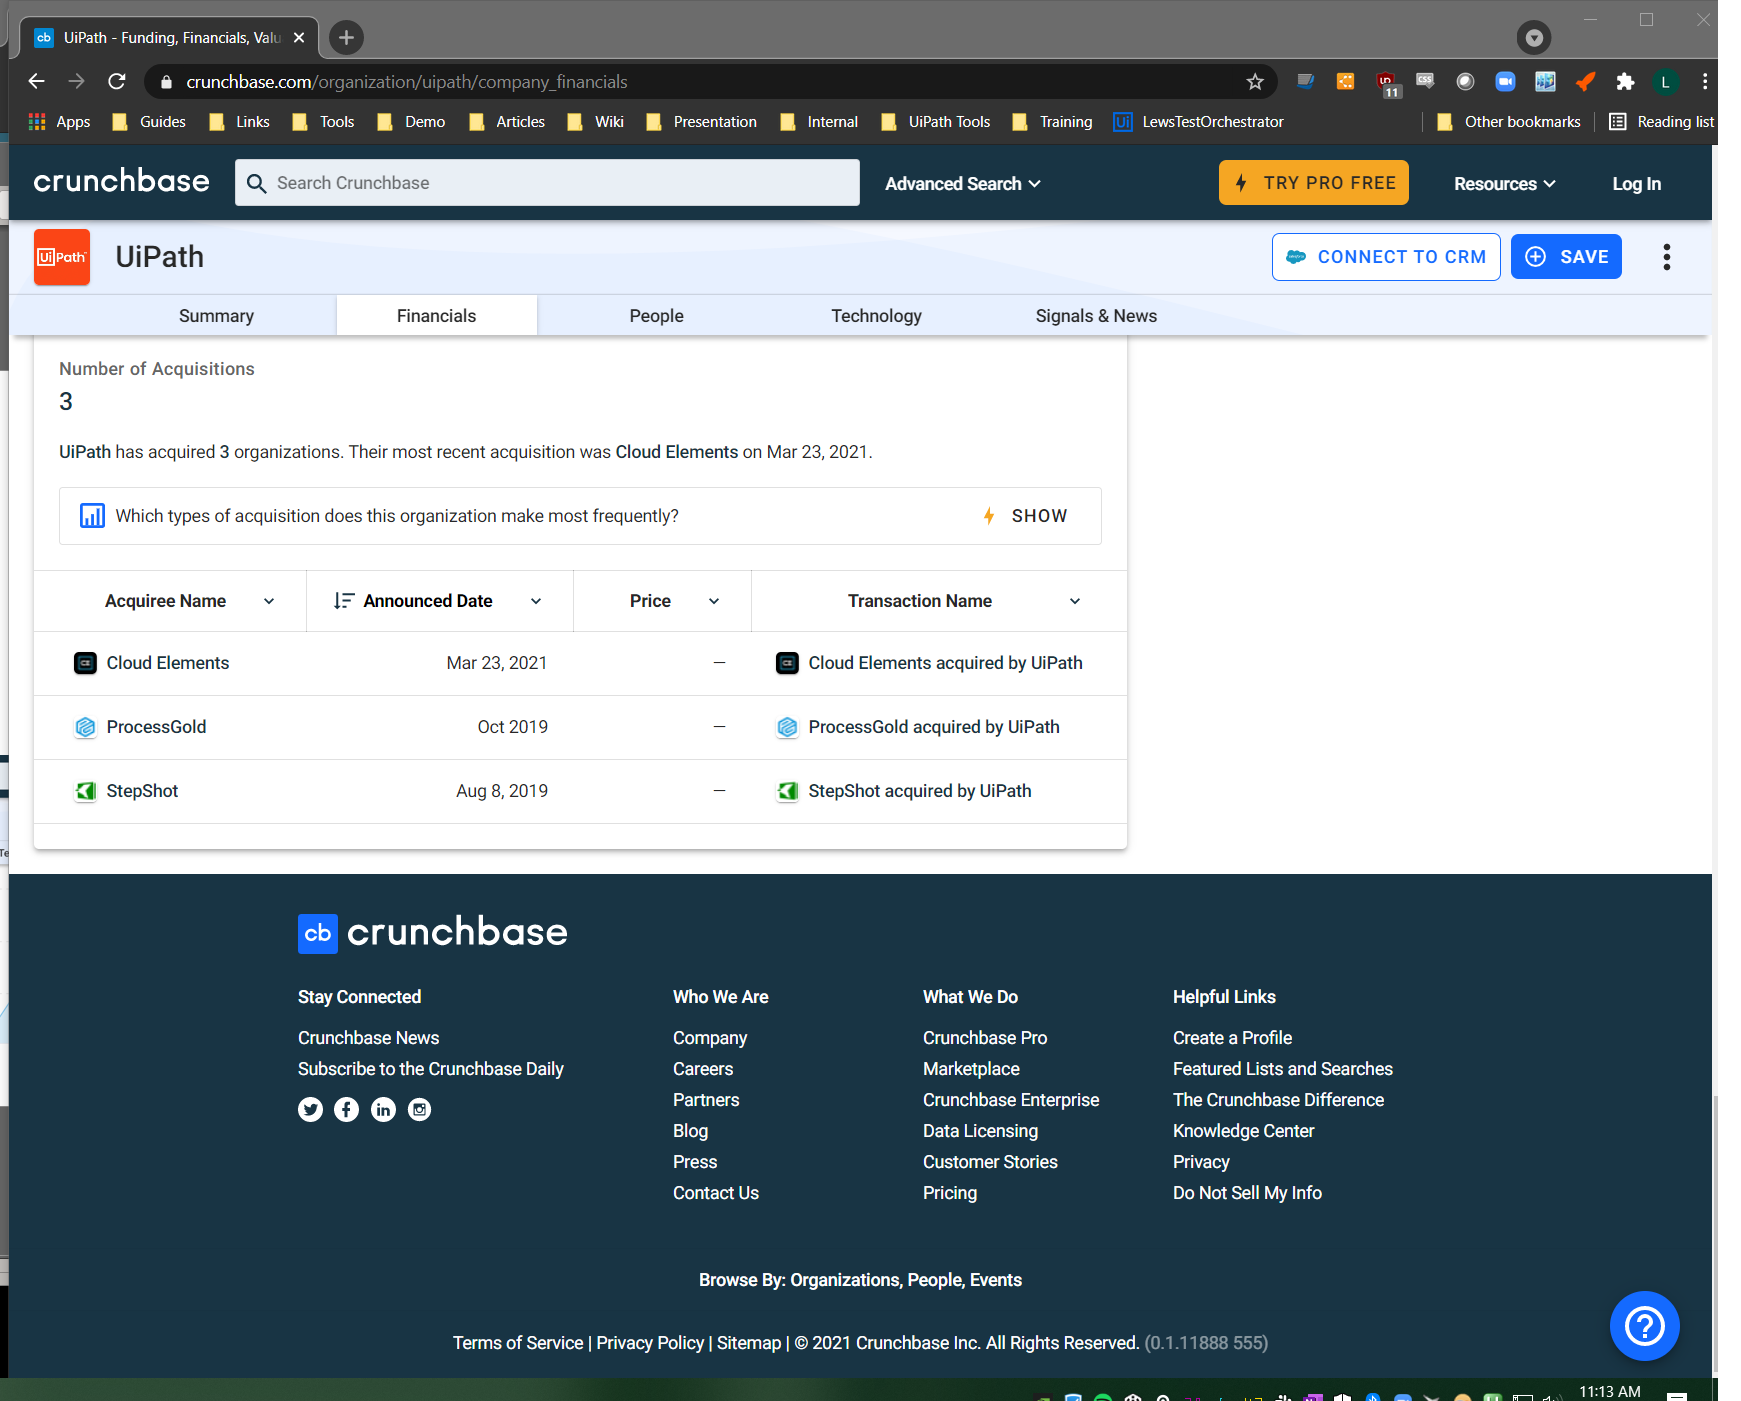 cb UiPath - Funding, Financials, Valu
crunchbase.com/organization/uipath/company_financials
11
CSS
L
Apps Guides Links Tools Demo Articles Wiki Presentation Internal UiPath Tools Training Ui LewsTestOrchestrator Other bookmarks Reading list
crunchbase Search Crunchbase Advanced Search TRY PRO FREE Resources Log In
UiPath UiPath CONNECT TO CRM SAVE
Summary Financials People Technology Signals & News
Number of Acquisitions
3
UiPath has acquired 3 organizations. Their most recent acquisition was Cloud Elements on Mar 23, 2021.
Which types of acquisition does this organization make most frequently? SHOW
Acquiree Name Announced Date Price Transaction Name
Cloud Elements Mar 23, 2021 — Cloud Elements acquired by UiPath
ProcessGold Oct 2019 — ProcessGold acquired by UiPath
StepShot Aug 8, 2019 — StepShot acquired by UiPath
Te
cb crunchbase
Stay Connected Who We Are What We Do Helpful Links
Crunchbase News Company Crunchbase Pro Create a Profile
Subscribe to the Crunchbase Daily Careers Marketplace Featured Lists and Searches
Partners Crunchbase Enterprise The Crunchbase Difference
Blog Data Licensing Knowledge Center
Press Customer Stories Privacy
Contact Us Pricing Do Not Sell My Info
Browse By: Organizations, People, Events
Terms of Service | Privacy Policy | Sitemap | © 2021 Crunchbase Inc. All Rights Reserved. (0.1.11888 555)
11:13 AM